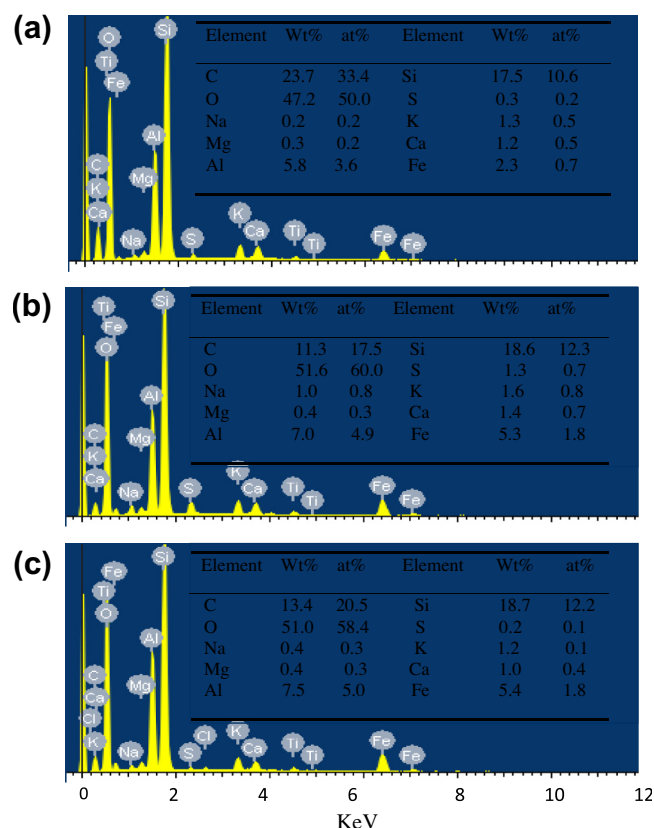 (a)
O
Ti
Fe
Si
Al
C
Mg
K
Ca
Na
S
K
Ca
Ti
Ti
Fe
Fe
Element Wt% at% Element Wt% at%
C 23.7 33.4 Si 17.5 10.6
O 47.2 50.0 S 0.3 0.2
Na 0.2 0.2 K 1.3 0.5
Mg 0.3 0.2 Ca 1.2 0.5
Al 5.8 3.6 Fe 2.3 0.7
(b)
Ti
Fe
O
Si
Al
C
Mg
K
Ca
Na
S
K
Ca
Ti
Ti
Fe
Fe
Element Wt% at% Element Wt% at%
C 11.3 17.5 Si 18.6 12.3
O 51.6 60.0 S 1.3 0.7
Na 1.0 0.8 K 1.6 0.8
Mg 0.4 0.3 Ca 1.4 0.7
Al 7.0 4.9 Fe 5.3 1.8
(c)
Fe
Ti
O
Si
Al
C
Mg
Ca
Cl
K
Na
S
Cl
K
Ca
Ti
Ti
Fe
Fe
Element Wt% at% Element Wt% at%
C 13.4 20.5 Si 18.7 12.2
O 51.0 58.4 S 0.2 0.1
Na 0.4 0.3 K 1.2 0.1
Mg 0.4 0.3 Ca 1.0 0.4
Al 7.5 5.0 Fe 5.4 1.8
0 2 4 6 8 10 12
KeV